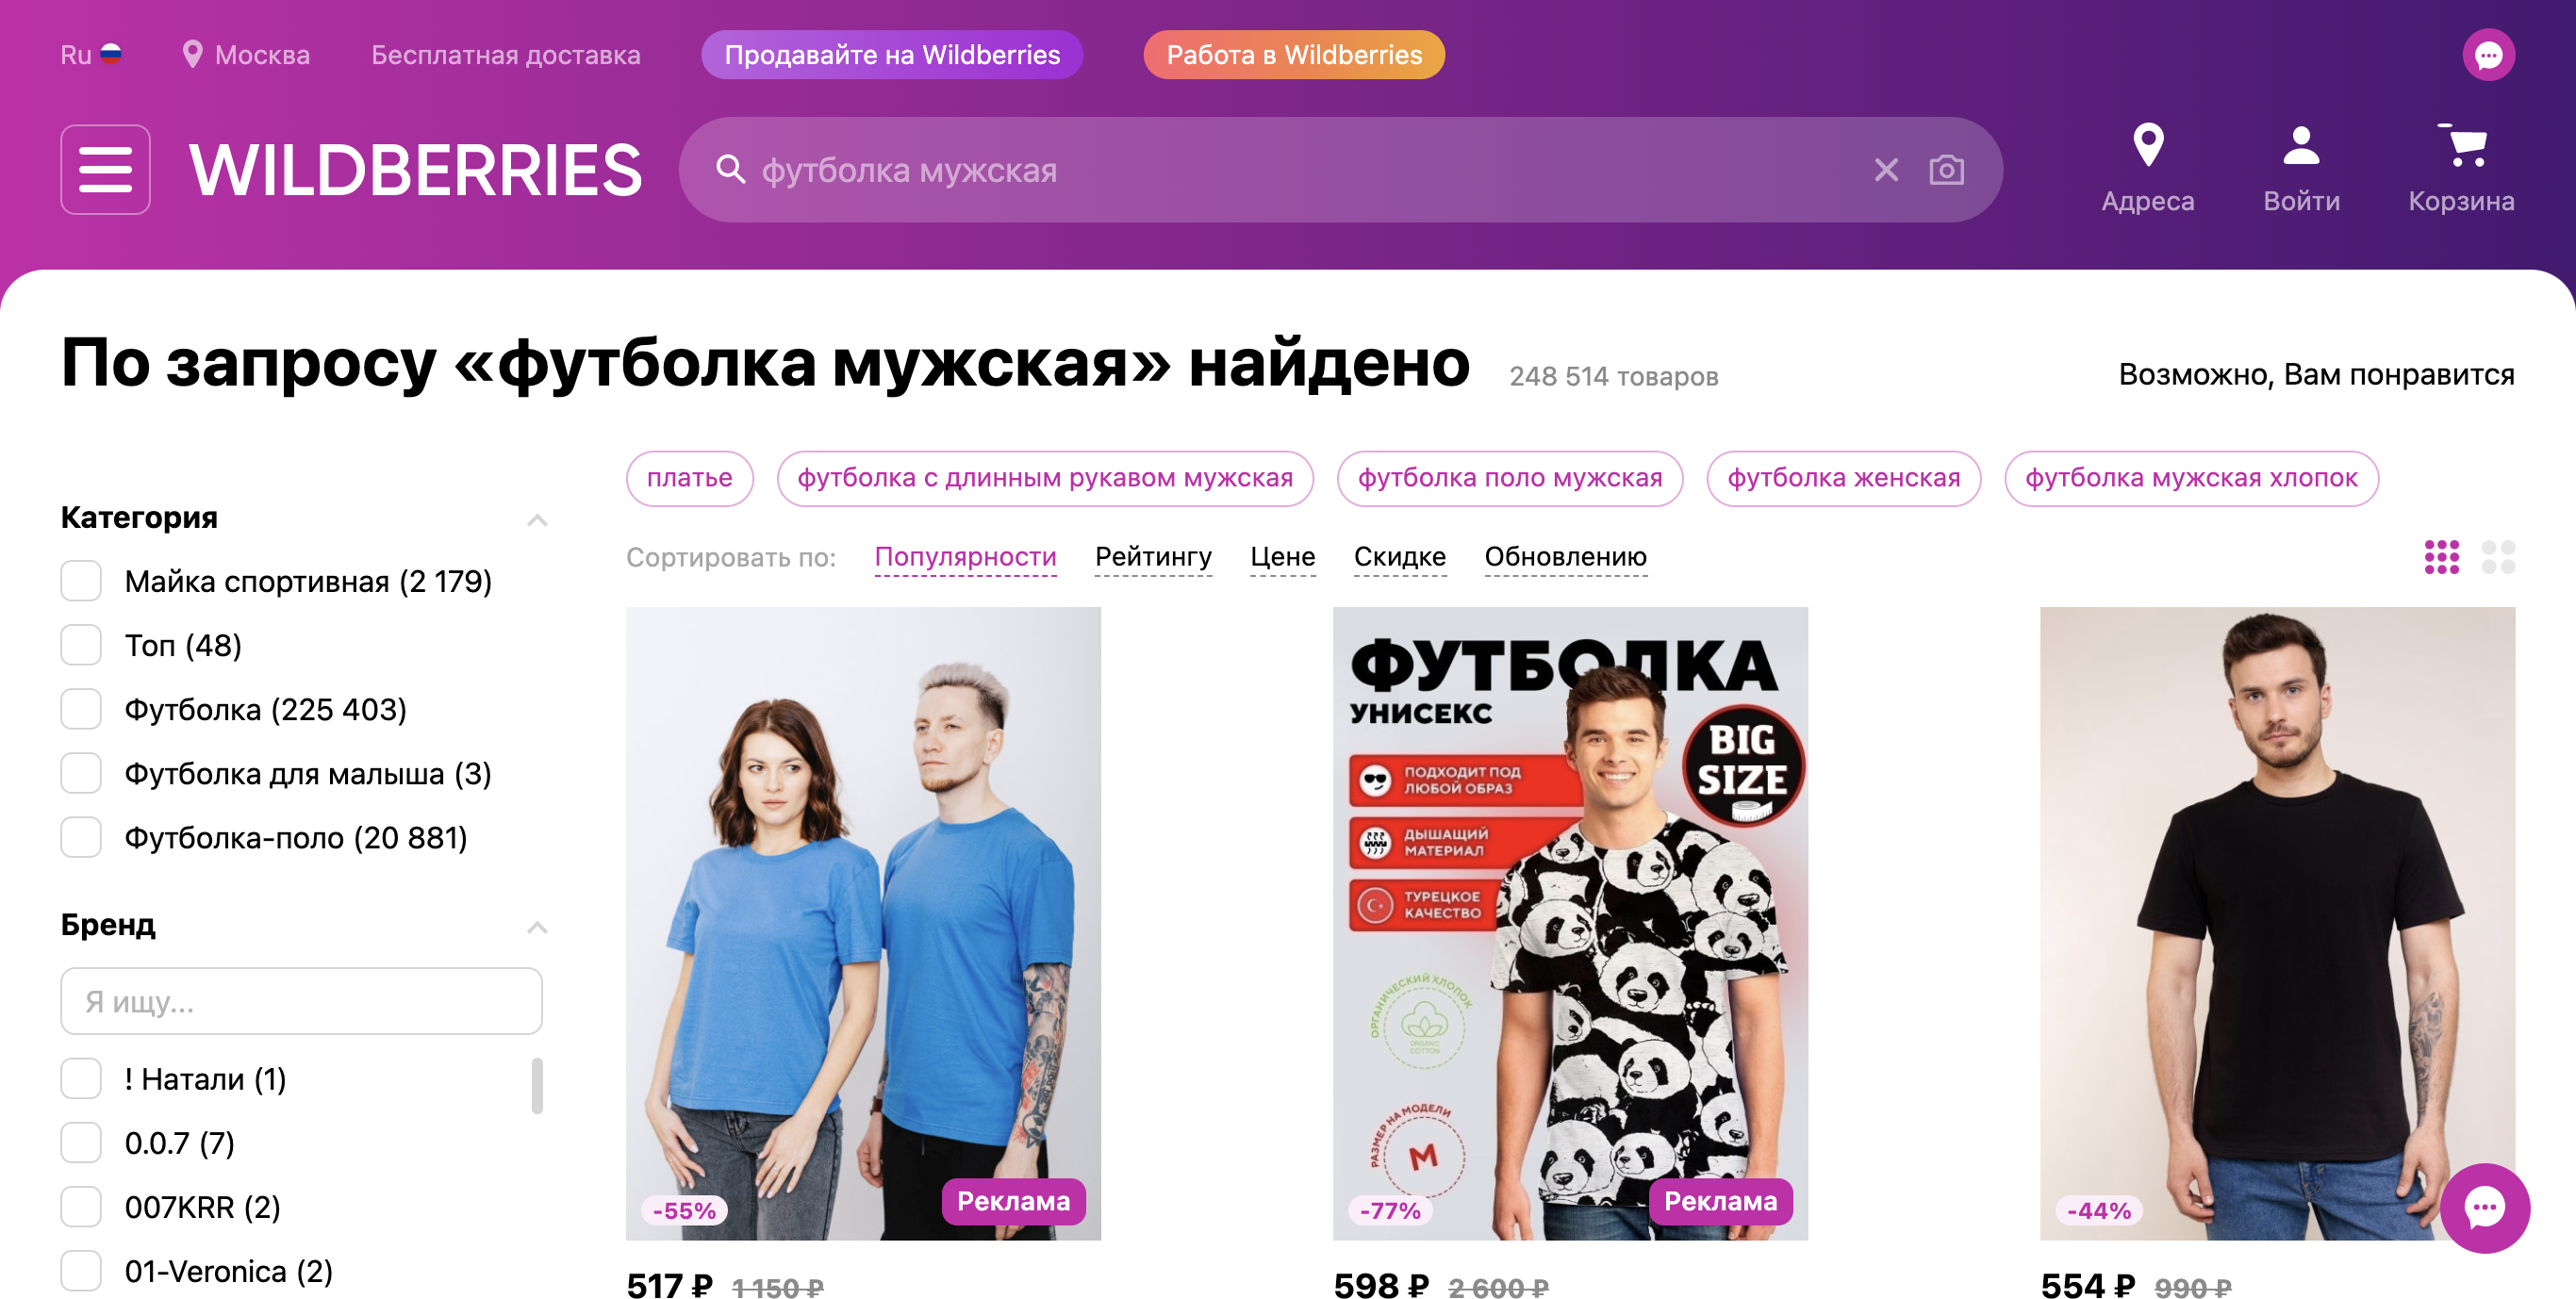 Ru
Москва
Бесплатная доставка
Продавайте на Wildberries
Работа в Wildberries
WILDBERRIES
футболка мужская
Адреса
Войти
Корзина
По запросу «футболка мужская» найдено
248 514 товаров
Возможно, Вам понравится
платье
футболка с длинным рукавом мужская
футболка поло мужская
футболка женская
футболка мужская хлопок
Сортировать по:
Популярности
Рейтингу
Цене
Скидке
Обновлению
Категория
Майка спортивная (2 179)
Топ (48)
Футболка (225 403)
Футболка для малыша (3)
Футболка-поло (20 881)
Бренд
Я ищу...
! Натали (1)
0.0.7 (7)
007KRR (2)
01-Veronica (2)
-55%
Реклама
517 ₽ 1 150 ₽
ФУТБОЛКА
УНИСЕКС
BIG
SIZE
ПОДХОДИТ ПОД
ЛЮБОЙ ОБРАЗ
ДЫШАЩИЙ
МАТЕРИАЛ
ТУРЕЦКОЕ
КАЧЕСТВО
ОРГАНИЧЕСКИЙ ХЛОПОК
ORGANIC
COTTON
РАЗМЕР НА МОДЕЛИ
M
-77%
Реклама
598 ₽ 2 600 ₽
-44%
554 ₽ 990 ₽